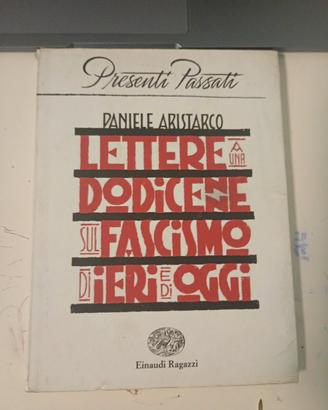 Presenti Passati
DANIELE ARISTARCO
LETTERE A UNA
DODICENNE
SUL FASCISMO
DI IERI E DI OGGI
Einaudi Ragazzi